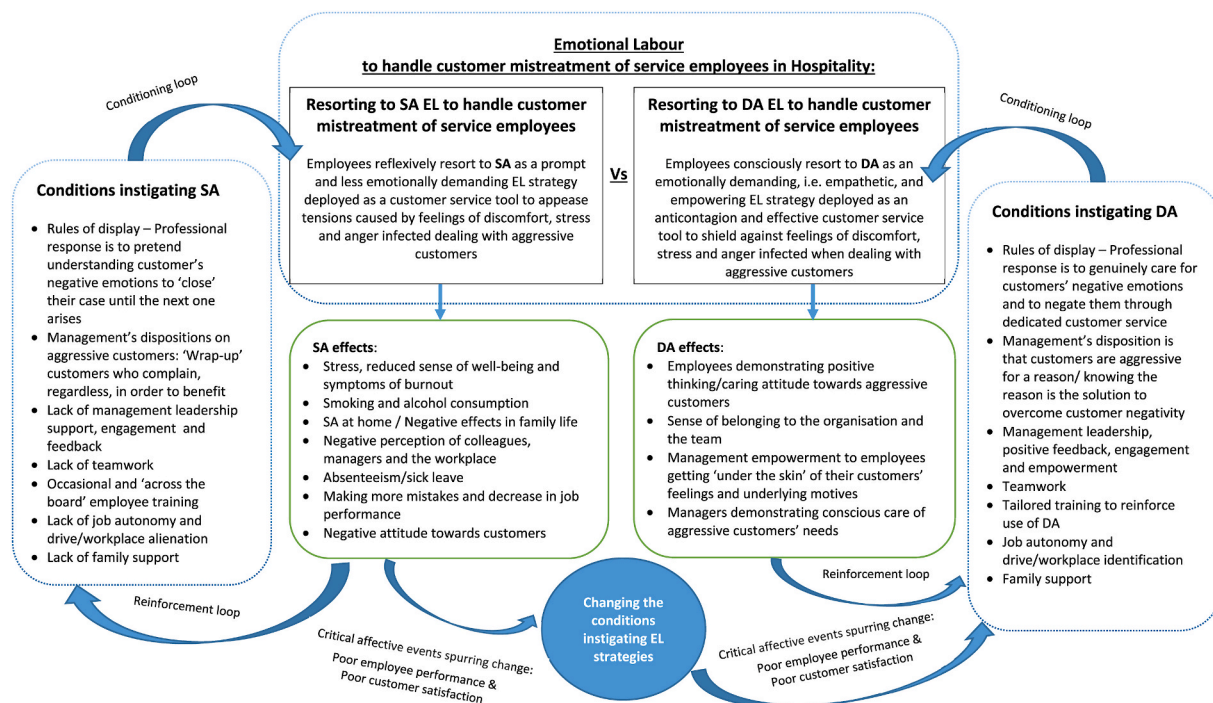 Emotional Labour
to handle customer mistreatment of service employees in Hospitality:
Conditioning loop
Resorting to SA EL to handle customer
mistreatment of service employees
Employees reflexively resort to SA as a prompt
and less emotionally demanding EL strategy
deployed as a customer service tool to appease
tensions caused by feelings of discomfort, stress
and anger infected dealing with aggressive
customers
Vs
Resorting to DA EL to handle customer
mistreatment of service employees
Employees consciously resort to DA as an
emotionally demanding, i.e. empathetic, and
empowering EL strategy deployed as an
anticontagion and effective customer service
tool to shield against feelings of discomfort,
stress and anger infected when dealing with
aggressive customers
Conditioning loop
Conditions instigating SA
• Rules of display – Professional
response is to pretend
understanding customer's
negative emotions to ‘close’
their case until the next one
arises
• Management's dispositions on
aggressive customers: ‘Wrap-up’
customers who complain,
regardless, in order to benefit
• Lack of management leadership
support, engagement and
feedback
• Lack of teamwork
• Occasional and ‘across the
board’ employee training
• Lack of job autonomy and
drive/workplace alienation
• Lack of family support
SA effects:
• Stress, reduced sense of well-being and
symptoms of burnout
• Smoking and alcohol consumption
• SA at home / Negative effects in family life
• Negative perception of colleagues,
managers and the workplace
• Absenteeism/sick leave
• Making more mistakes and decrease in job
performance
• Negative attitude towards customers
DA effects:
• Employees demonstrating positive
thinking/caring attitude towards aggressive
customers
• Sense of belonging to the organisation and
the team
• Management empowerment to employees
getting ‘under the skin’ of their customers’
feelings and underlying motives
• Managers demonstrating conscious care of
aggressive customers’ needs
Conditions instigating DA
• Rules of display – Professional
response is to genuinely care for
customers’ negative emotions
and to negate them through
dedicated customer service
• Management's disposition is
that customers are aggressive
for a reason/ knowing the
reason is the solution to
overcome customer negativity
• Management leadership,
positive feedback, engagement
and empowerment
• Teamwork
• Tailored training to reinforce
use of DA
• Job autonomy and
drive/workplace identification
• Family support
Reinforcement loop
Critical affective events spurring change:
Poor employee performance &
Poor customer satisfaction
Changing the
conditions
instigating EL
strategies
Reinforcement loop
Critical affective events spurring change:
Poor employee performance &
Poor customer satisfaction